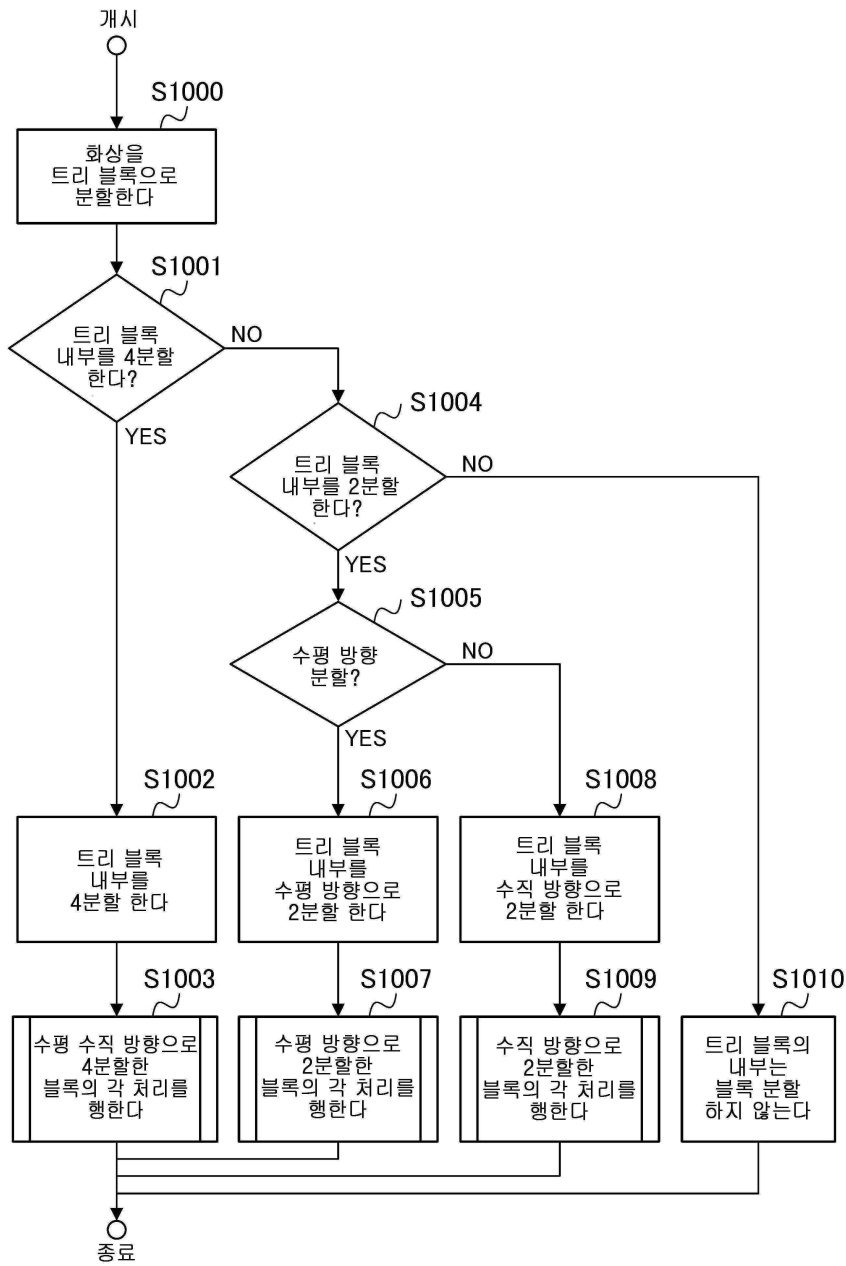 개시
S1000
화상을
트리 블록으로
분할한다
S1001
트리 블록
내부를 4분할
한다?
NO
YES
S1004
트리 블록
내부를 2분할
한다?
NO
YES
S1005
수평 방향
분할?
NO
YES
S1002
트리 블록
내부를
4분할 한다
S1006
트리 블록
내부를
수평 방향으로
2분할 한다
S1008
트리 블록
내부를
수직 방향으로
2분할 한다
S1003
수평 수직 방향으로
4분할한
블록의 각 처리를
행한다
S1007
수평 방향으로
2분할한
블록의 각 처리를
행한다
S1009
수직 방향으로
2분할한
블록의 각 처리를
행한다
S1010
트리 블록의
내부는
블록 분할
하지 않는다
종료